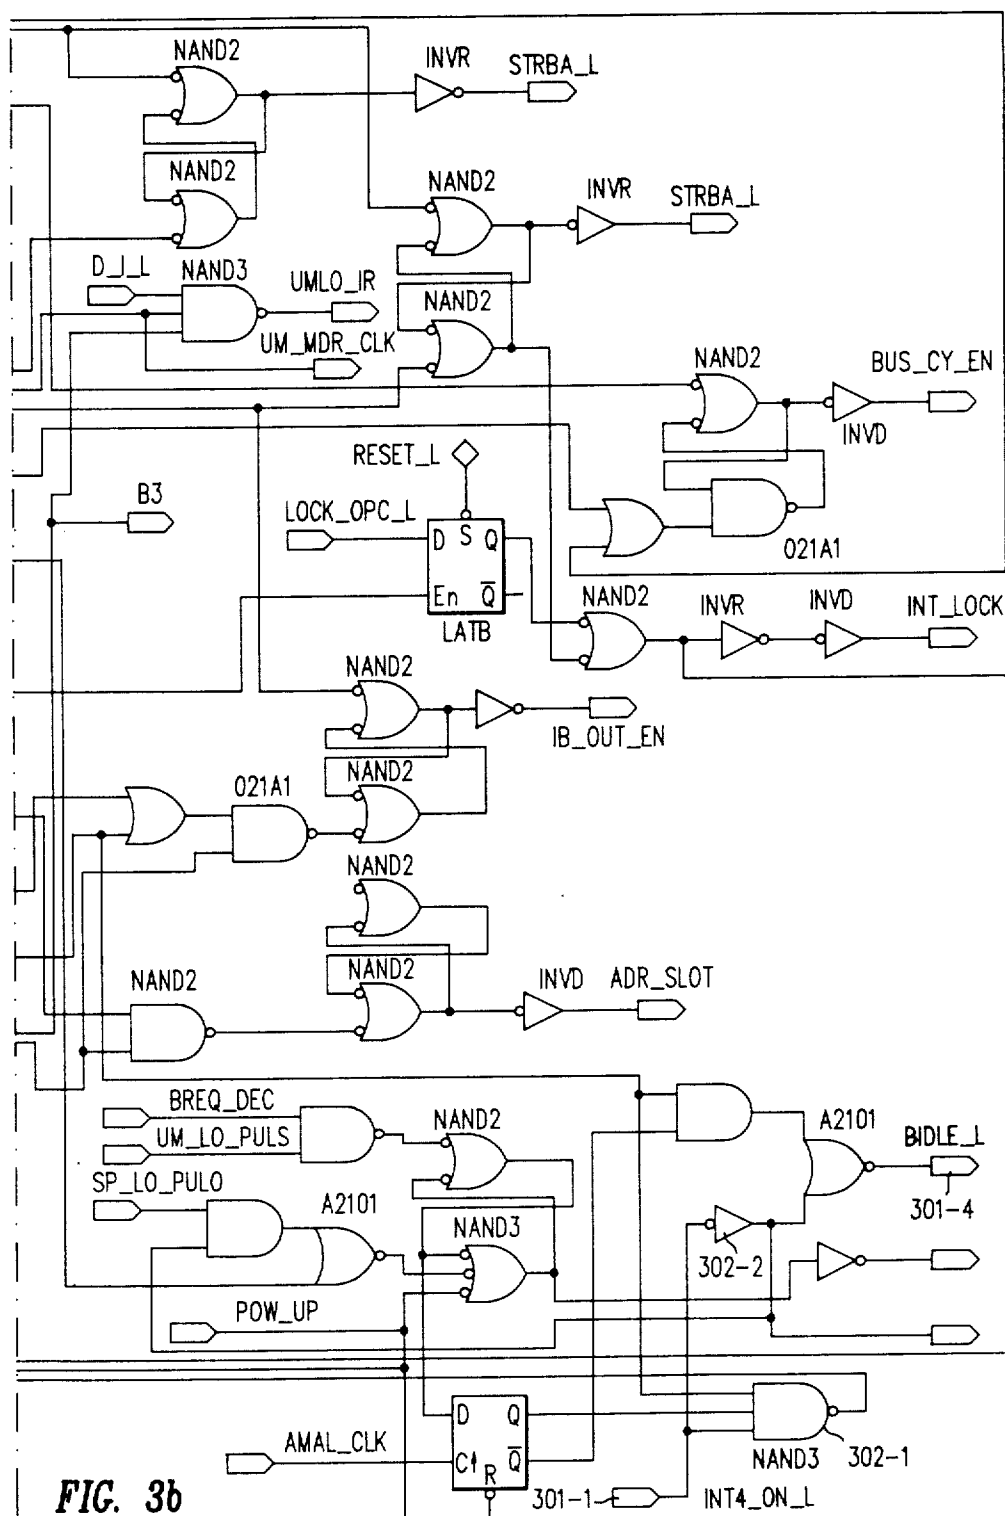 NAND2
INVR
STRBA_L
NAND2
NAND2
INVR
STRBA_L
D_I_L
NAND3
UMLO_IR
NAND2
UM_MDR_CLK
NAND2
BUS_CY_EN
INVD
RESET_L
B3
LOCK_OPC_L
D S Q
En Q
LATB
021A1
NAND2
INVR
INVD
INT_LOCK
NAND2
IB_OUT_EN
NAND2
021A1
NAND2
NAND2
NAND2
INVD
ADR_SLOT
BREQ_DEC
UM_LO_PULS
NAND2
A2101
BIDLE_L
301-4
SP_LO_PULO
A2101
NAND3
302-2
POW_UP
D Q
AMAL_CLK
C Q
R
NAND3
302-1
301-1
INT4_ON_L
FIG. 3b